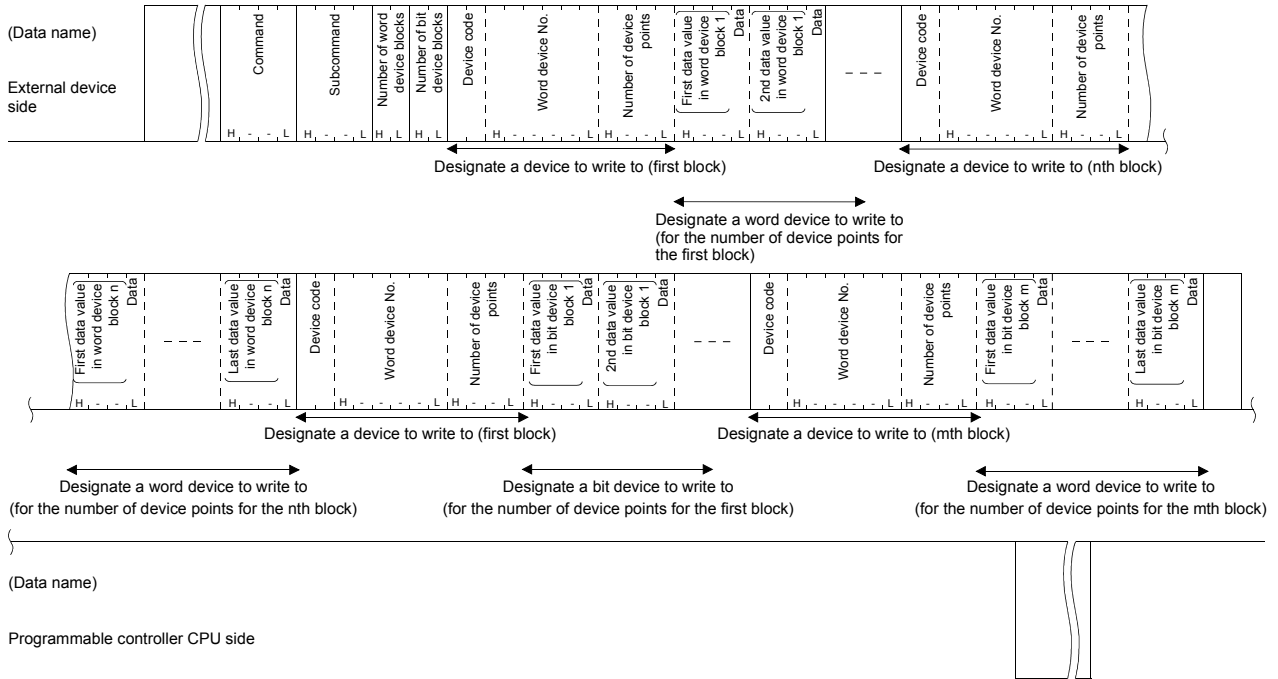 (Data name)
External device
side
Command
Subcommand
Number of word
device blocks
Number of bit
device blocks
Device code
Word device No.
Number of device
points
First data value
in word device
block 1
Data
2nd data value
in word device
block 1
Data
- - -
Device code
Word device No.
Number of device
points
H - - L H - - L H L H L H - - - - L H - - L H - - L H - - L H - - - - L H - - L
Designate a device to write to (first block)
Designate a device to write to (nth block)
Designate a word device to write to
(for the number of device points for
the first block)
First data value
in word device
block n
Data
- - -
Last data value
in word device
block n
Data
Device code
Word device No.
Number of device
points
First data value
in bit device
block 1
Data
2nd data value
in bit device
block 1
Data
- - -
Device code
Word device No.
Number of device
points
First data value
in bit device
block m
Data
- - -
Last data value
in bit device
block m
Data
H - - L H - - L H - - - - L H - - L H - - L H - - L H - - - - L H - - L H - - L H - - L
Designate a device to write to (first block)
Designate a device to write to (mth block)
Designate a word device to write to
(for the number of device points for the nth block)
Designate a bit device to write to
(for the number of device points for the first block)
Designate a word device to write to
(for the number of device points for the mth block)
(Data name)
Programmable controller CPU side